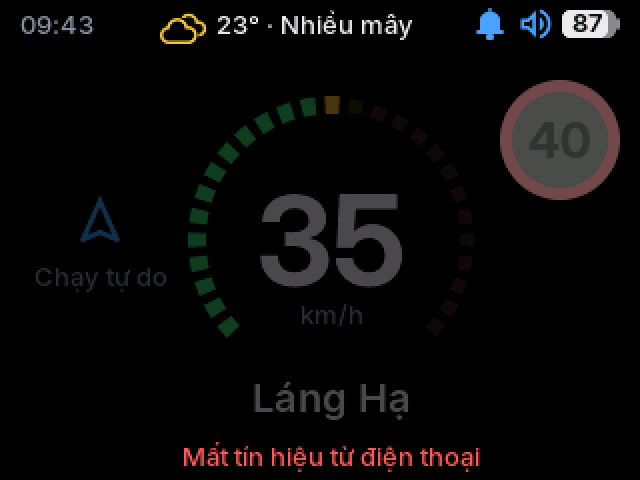 09:43
23° · Nhiều mây
87
40
35
km/h
Chạy tự do
Láng Hạ
Mất tín hiệu từ điện thoại